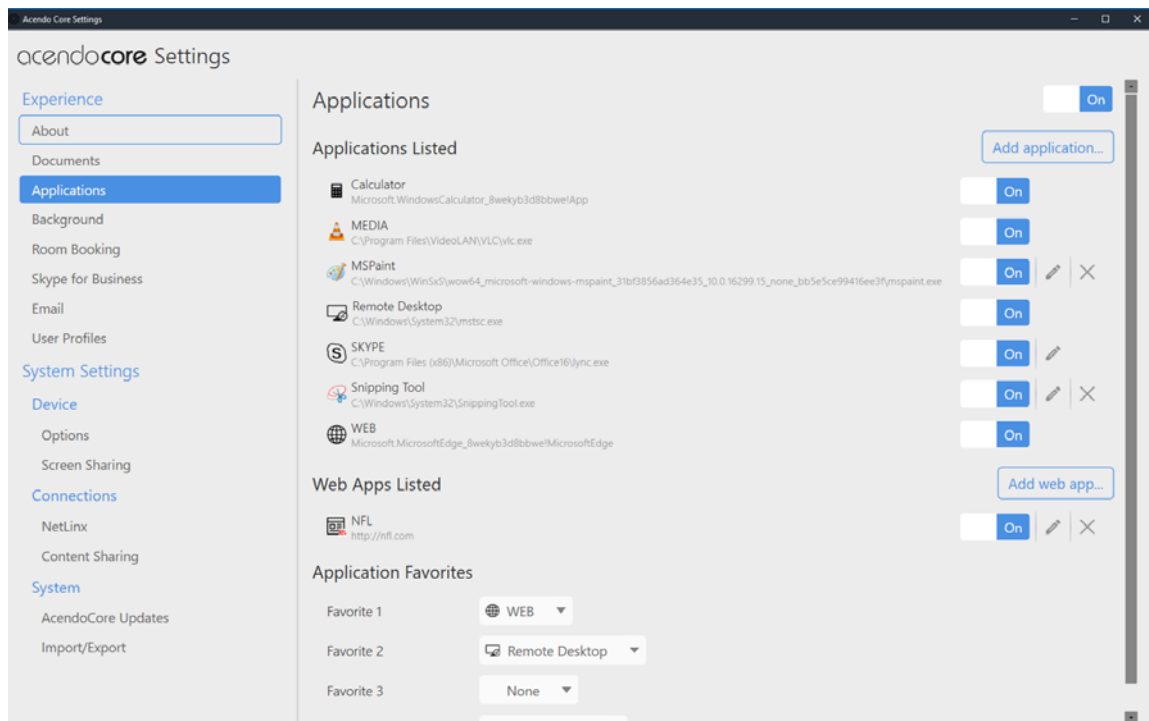 Acendo Core Settings
acendocore Settings
Experience
About
Documents
Applications
Background
Room Booking
Skype for Business
Email
User Profiles
System Settings
Device
Options
Screen Sharing
Connections
NetLinx
Content Sharing
System
AcendoCore Updates
Import/Export
Applications
On
Applications Listed
Add application...
Calculator
On
Microsoft.WindowsCalculator_8wekyb3d8bbwe!App
MEDIA
On
C:\Program Files\VideoLAN\VLC\vlc.exe
MSPaint
On
C:\Windows\WinSxS\wow64_microsoft-windows-mspaint_31bf3856ad364e35_10.0.16299.15_none_bb5e5ce99416ee3f\mspaint.exe
Remote Desktop
On
C:\Windows\System32\mstsc.exe
SKYPE
On
C:\Program Files (x86)\Microsoft Office\Office16\lync.exe
Snipping Tool
On
C:\Windows\System32\SnippingTool.exe
WEB
On
Microsoft.MicrosoftEdge_8wekyb3d8bbwe!MicrosoftEdge
Web Apps Listed
Add web app...
NFL
On
http://nfl.com
Application Favorites
Favorite 1
WEB
Favorite 2
Remote Desktop
Favorite 3
None